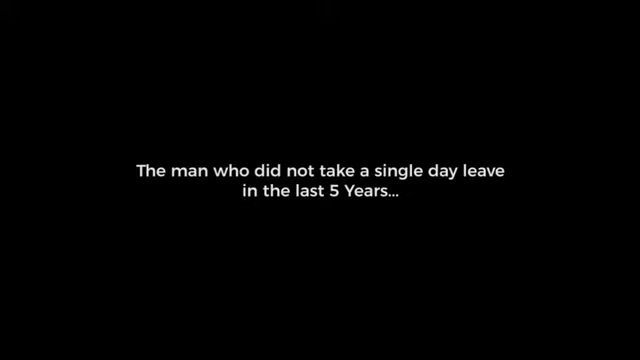 The man who did not take a single day leave
in the last 5 Years...